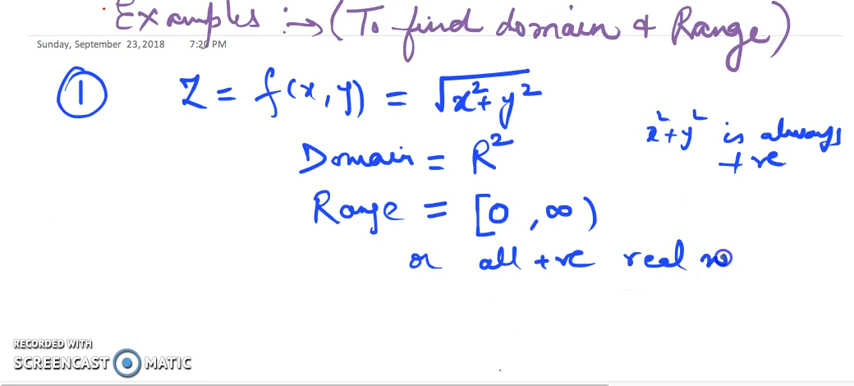 Examples :→ (To find domain & Range)
Sunday, September 23, 2018 7:20 PM
① Z = f(x,y) = √x²+y²
x²+y² is always
+ve
Domain = R²
Range = [0, ∞)
or all +ve real no
RECORDED WITH
SCREENCAST O MATIC